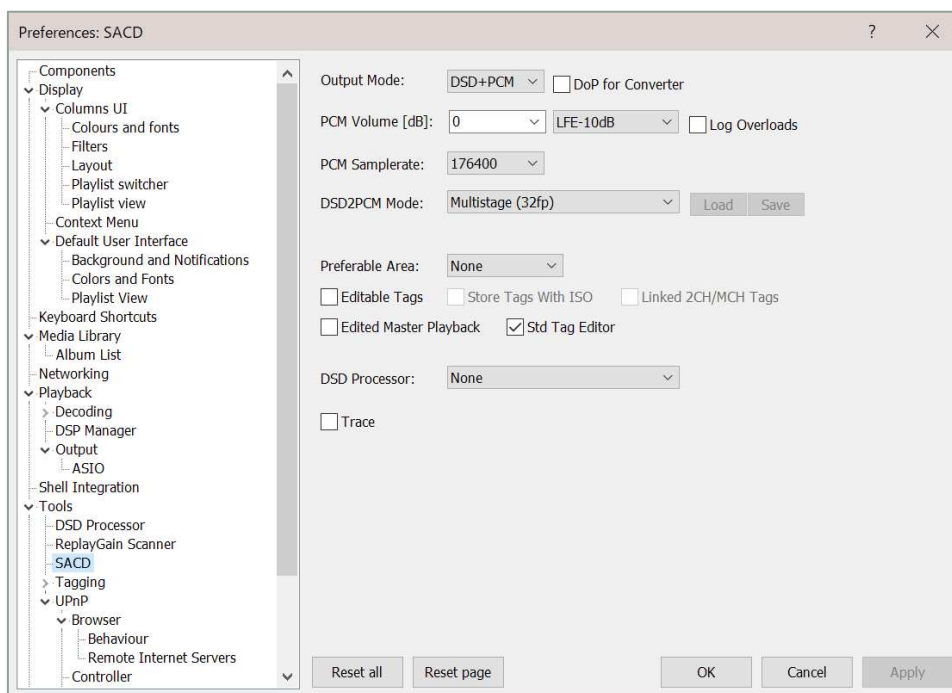 Preferences: SACD
?
Components
Display
Columns UI
Colours and fonts
Filters
Layout
Playlist switcher
Playlist view
Context Menu
Default User Interface
Background and Notifications
Colors and Fonts
Playlist View
Keyboard Shortcuts
Media Library
Album List
Networking
Playback
Decoding
DSP Manager
Output
ASIO
Shell Integration
Tools
DSD Processor
ReplayGain Scanner
SACD
Tagging
UPnP
Browser
Behaviour
Remote Internet Servers
Controller
Output Mode: DSD+PCM DoP for Converter
PCM Volume [dB]: 0 LFE-10dB Log Overloads
PCM Samplerate: 176400
DSD2PCM Mode: Multistage (32fp) Load Save
Preferable Area: None
Editable Tags Store Tags With ISO Linked 2CH/MCH Tags
Edited Master Playback Std Tag Editor
DSD Processor: None
Trace
Reset all Reset page OK Cancel Apply